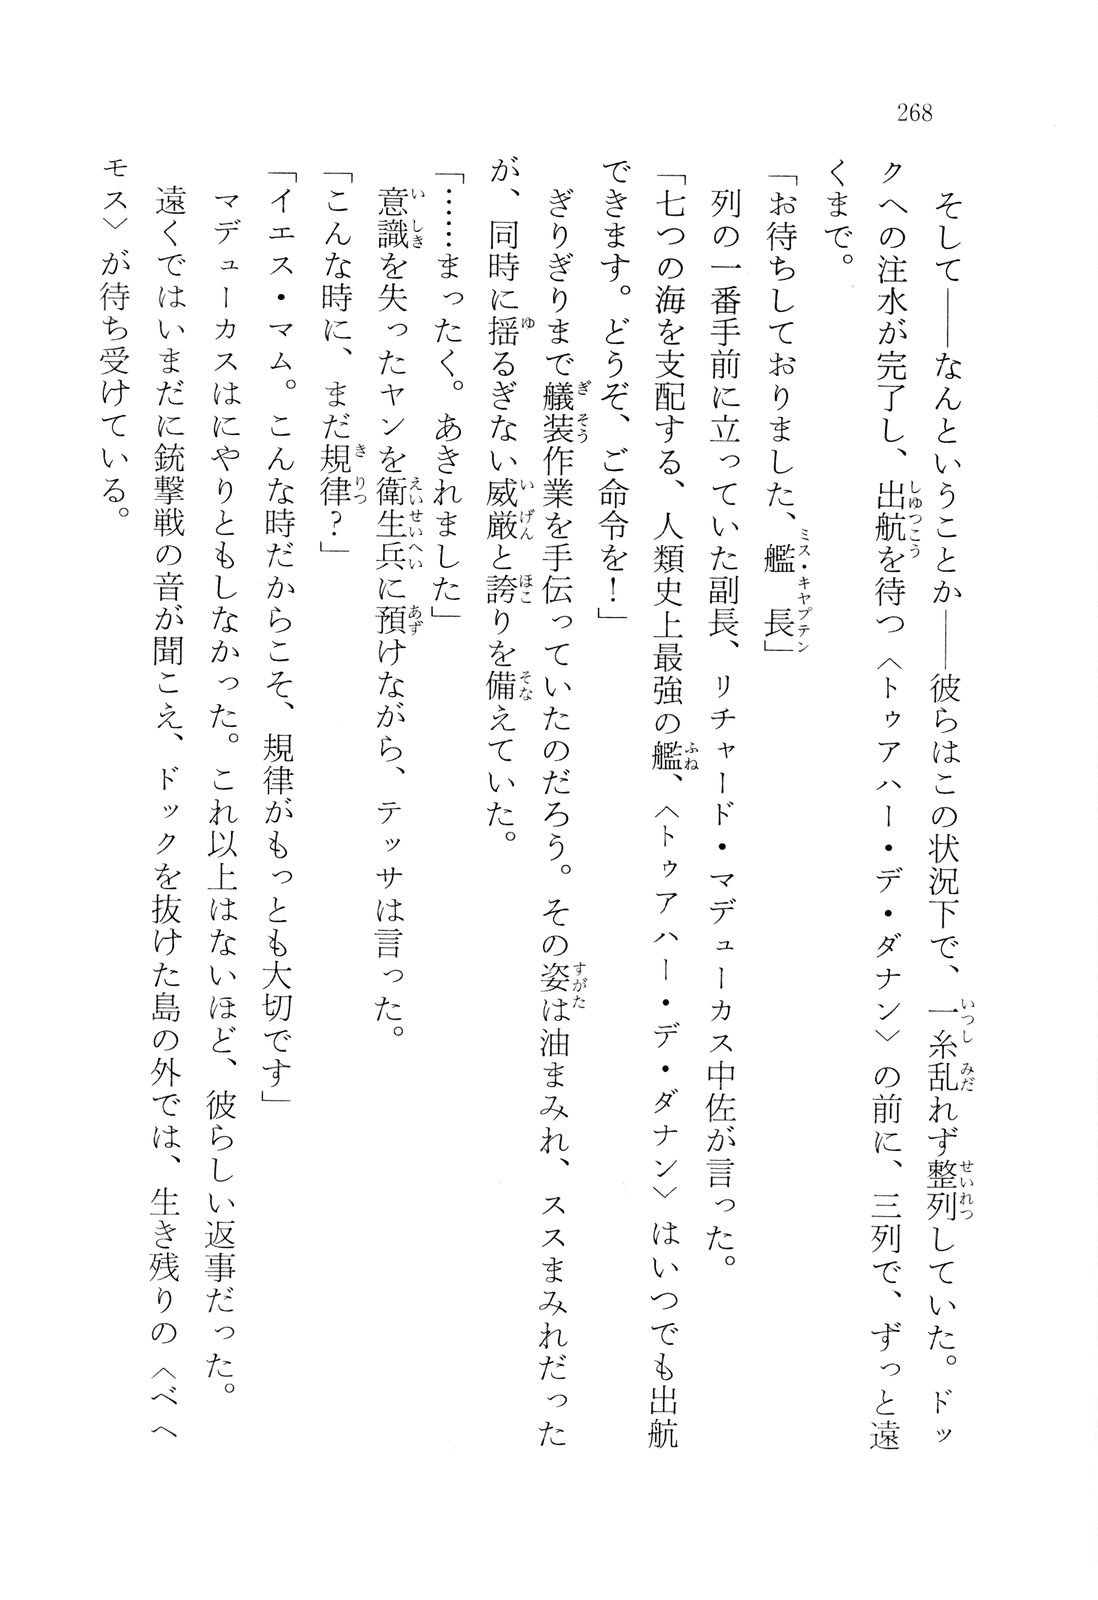 268
そして――なんということか――彼らはこの状況下で、一糸乱れず整列していた。ドッ
クへの注水が完了し、出航を待つ〈トゥアハー・デ・ダナン〉の前に、三列で、ずっと遠
くまで。
「お待ちしておりました、艦長」
列の一番手前に立っていた副長、リチャード・マデューカス中佐が言った。
「七つの海を支配する、人類史上最強の艦、〈トゥアハー・デ・ダナン〉はいつでも出航
できます。どうぞ、ご命令を！」
ぎりぎりまで艤装作業を手伝っていたのだろう。その姿は油まみれ、ススまみれだった
が、同時に揺るぎない威厳と誇りを備えていた。
「……まったく。あきれました」
意識を失ったヤンを衛生兵に預けながら、テッサは言った。
「こんな時に、まだ規律？」
「イエス・マム。こんな時だからこそ、規律がもっとも大切です」
マデューカスはにやりともしなかった。これ以上はないほど、彼らしい返事だった。
遠くではいまだに銃撃戦の音が聞こえ、ドックを抜けた島の外では、生き残りの〈ベヘ
モス〉が待ち受けている。